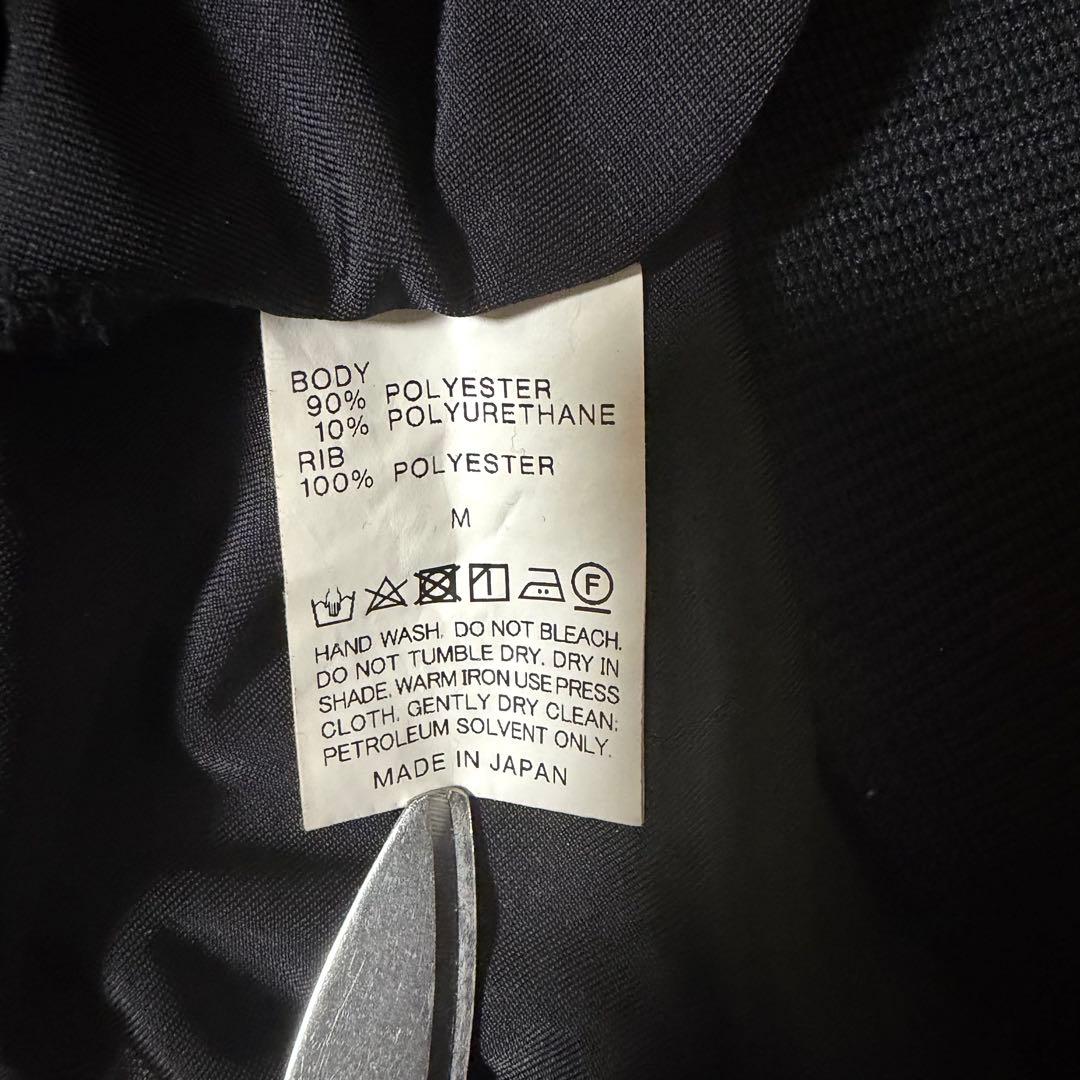 BODY
90% POLYESTER
10% POLYURETHANE
RIB
100% POLYESTER
M
F
HAND WASH. DO NOT BLEACH.
DO NOT TUMBLE DRY. DRY IN
SHADE. WARM IRON USE PRESS
CLOTH. GENTLY DRY CLEAN;
PETROLEUM SOLVENT ONLY.
MADE IN JAPAN